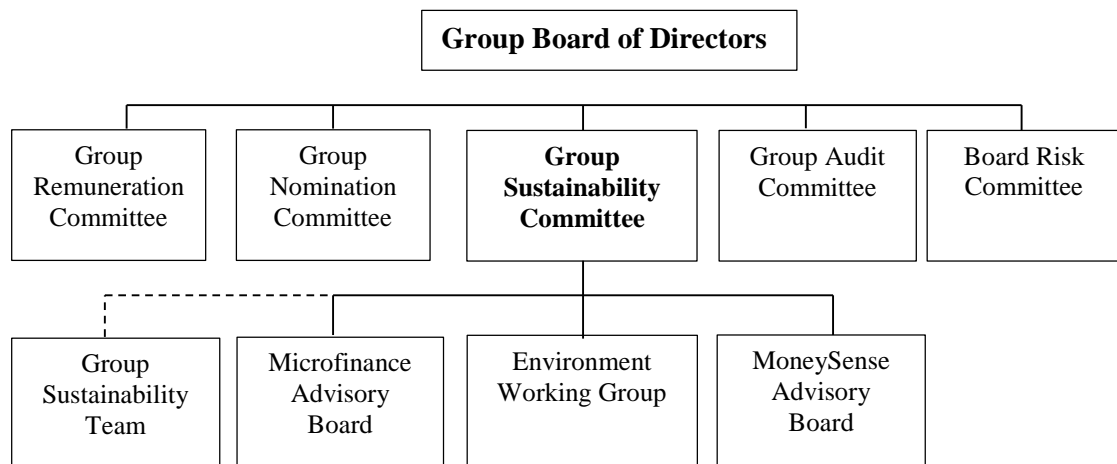 Group Board of Directors
Group
Remuneration
Committee
Group
Nomination
Committee
Group
Sustainability
Committee
Group Audit
Committee
Board Risk
Committee
Group
Sustainability
Team
Microfinance
Advisory
Board
Environment
Working Group
MoneySense
Advisory
Board